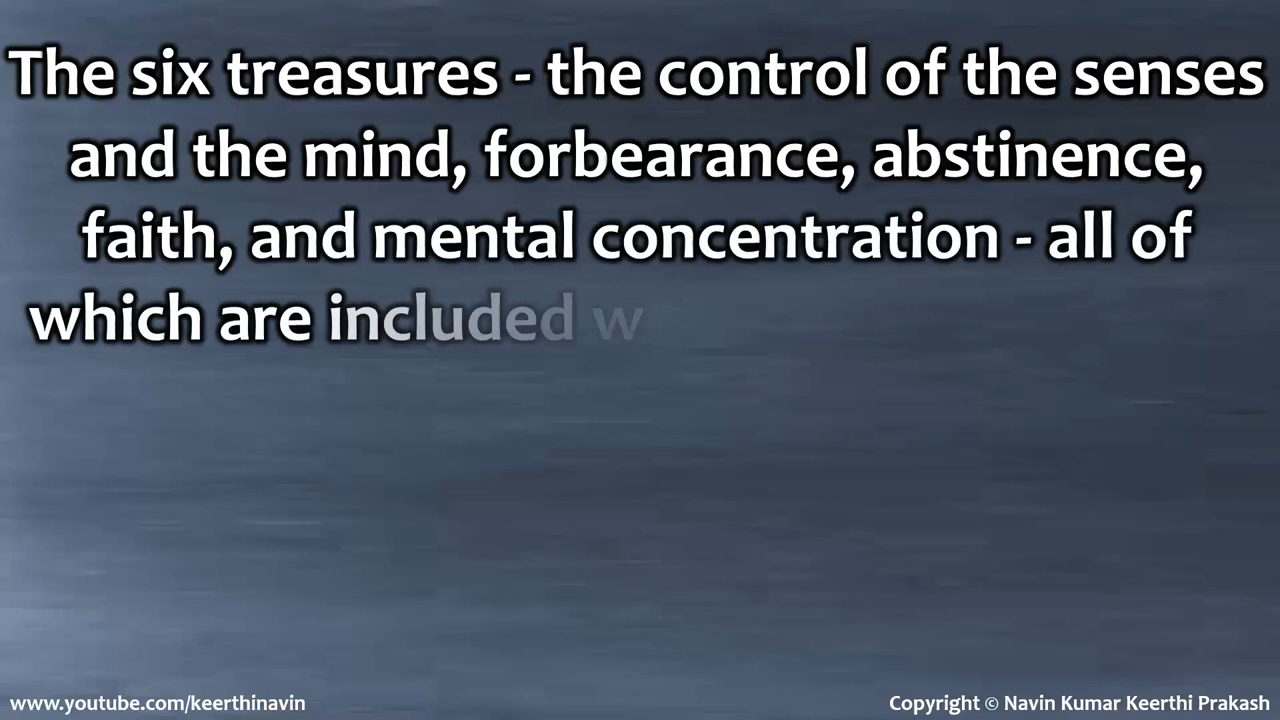 The six treasures - the control of the senses
and the mind, forbearance, abstinence,
faith, and mental concentration - all of
which are included w
www.youtube.com/keerthinavin
Copyright © Navin Kumar Keerthi Prakash